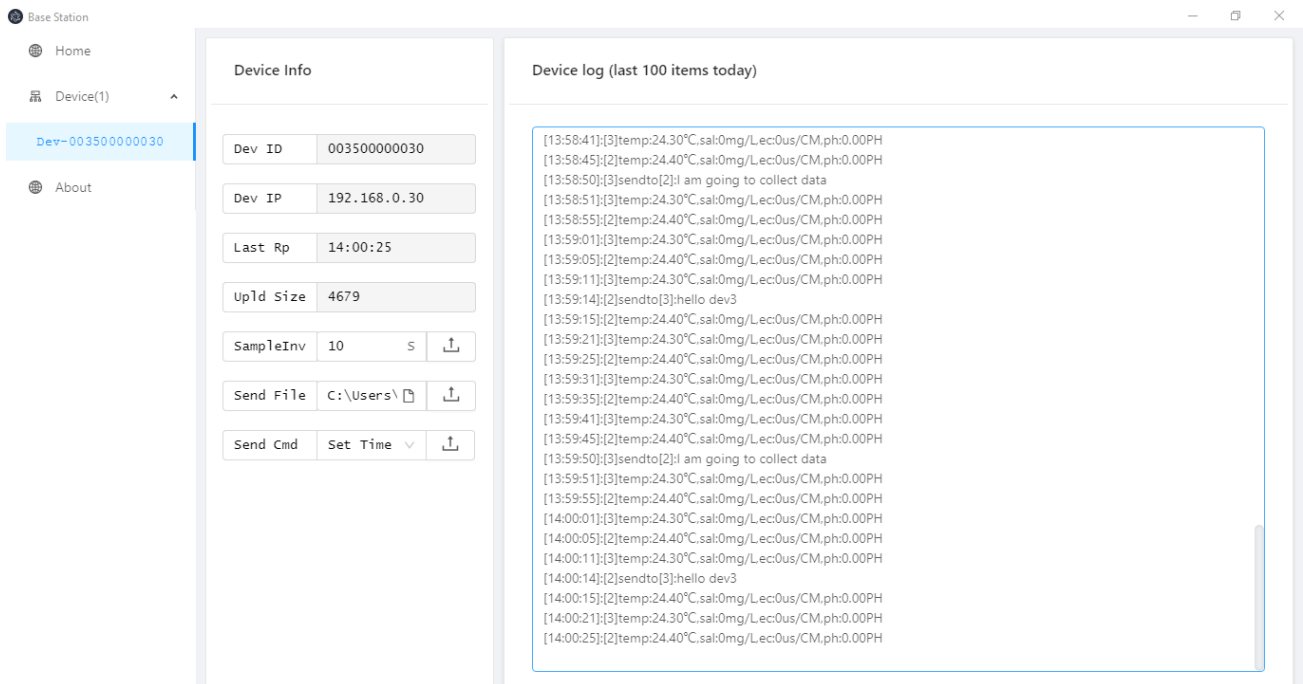 Base Station
Home
Device(1)
Dev-003500000030
About
Device Info
Dev ID 003500000030
Dev IP 192.168.0.30
Last Rp 14:00:25
Upld Size 4679
SampleInv 10 S
Send File C:\Users\
Send Cmd Set Time
Device log (last 100 items today)
[13:58:41]:[3]temp:24.30℃,sal:0mg/L,ec:0us/CM,ph:0.00PH
[13:58:45]:[2]temp:24.40℃,sal:0mg/L,ec:0us/CM,ph:0.00PH
[13:58:50]:[3]sendto[2]:I am going to collect data
[13:58:51]:[3]temp:24.30℃,sal:0mg/L,ec:0us/CM,ph:0.00PH
[13:58:55]:[2]temp:24.40℃,sal:0mg/L,ec:0us/CM,ph:0.00PH
[13:59:01]:[3]temp:24.30℃,sal:0mg/L,ec:0us/CM,ph:0.00PH
[13:59:05]:[2]temp:24.40℃,sal:0mg/L,ec:0us/CM,ph:0.00PH
[13:59:11]:[3]temp:24.30℃,sal:0mg/L,ec:0us/CM,ph:0.00PH
[13:59:14]:[2]sendto[3]:hello dev3
[13:59:15]:[2]temp:24.40℃,sal:0mg/L,ec:0us/CM,ph:0.00PH
[13:59:21]:[3]temp:24.30℃,sal:0mg/L,ec:0us/CM,ph:0.00PH
[13:59:25]:[2]temp:24.40℃,sal:0mg/L,ec:0us/CM,ph:0.00PH
[13:59:31]:[3]temp:24.30℃,sal:0mg/L,ec:0us/CM,ph:0.00PH
[13:59:35]:[2]temp:24.40℃,sal:0mg/L,ec:0us/CM,ph:0.00PH
[13:59:41]:[3]temp:24.30℃,sal:0mg/L,ec:0us/CM,ph:0.00PH
[13:59:45]:[2]temp:24.40℃,sal:0mg/L,ec:0us/CM,ph:0.00PH
[13:59:50]:[3]sendto[2]:I am going to collect data
[13:59:51]:[3]temp:24.30℃,sal:0mg/L,ec:0us/CM,ph:0.00PH
[13:59:55]:[2]temp:24.40℃,sal:0mg/L,ec:0us/CM,ph:0.00PH
[14:00:01]:[3]temp:24.30℃,sal:0mg/L,ec:0us/CM,ph:0.00PH
[14:00:05]:[2]temp:24.40℃,sal:0mg/L,ec:0us/CM,ph:0.00PH
[14:00:11]:[3]temp:24.30℃,sal:0mg/L,ec:0us/CM,ph:0.00PH
[14:00:14]:[2]sendto[3]:hello dev3
[14:00:15]:[2]temp:24.40℃,sal:0mg/L,ec:0us/CM,ph:0.00PH
[14:00:21]:[3]temp:24.30℃,sal:0mg/L,ec:0us/CM,ph:0.00PH
[14:00:25]:[2]temp:24.40℃,sal:0mg/L,ec:0us/CM,ph:0.00PH